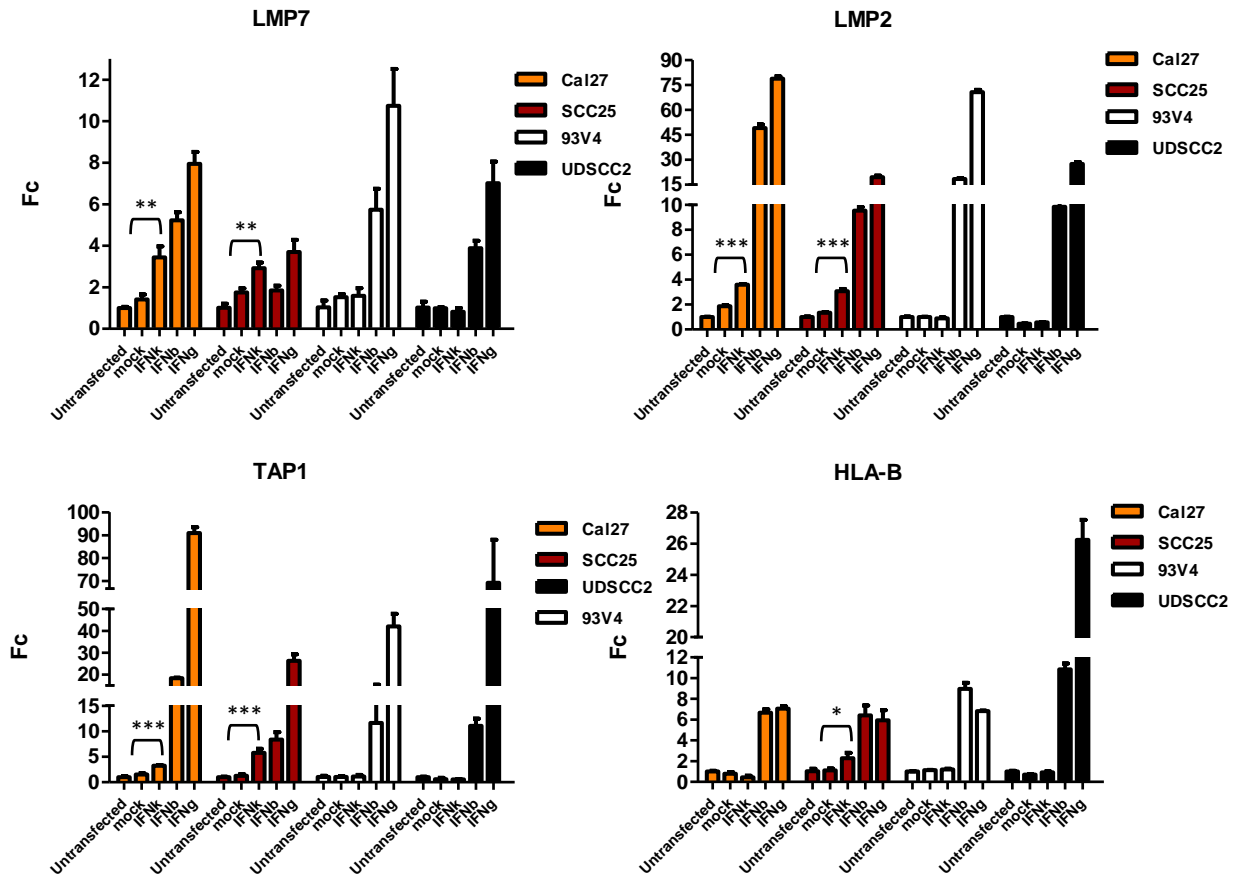 LMP7
Fc
12
10
8
6
4
2
0
**
**
Untransfected mock IFNk IFNb IFNg Untransfected mock IFNk IFNb IFNg Untransfected mock IFNk IFNb IFNg Untransfected mock IFNk IFNb IFNg
Cal27
SCC25
93V4
UDSCC2
LMP2
Fc
90
75
60
45
30
15
10
8
6
4
2
0
***
***
Untransfected mock IFNk IFNb IFNg Untransfected mock IFNk IFNb IFNg Untransfected mock IFNk IFNb IFNg Untransfected mock IFNk IFNb IFNg
Cal27
SCC25
93V4
UDSCC2
TAP1
Fc
100
90
80
70
50
40
30
20
15
10
5
0
***
***
Untransfected mock IFNk IFNb IFNg Untransfected mock IFNk IFNb IFNg Untransfected mock IFNk IFNb IFNg Untransfected mock IFNk IFNb IFNg
Cal27
SCC25
UDSCC2
93V4
HLA-B
Fc
28
26
24
22
20
12
10
8
6
4
2
0
*
Untransfected mock IFNk IFNb IFNg Untransfected mock IFNk IFNb IFNg Untransfected mock IFNk IFNb IFNg Untransfected mock IFNk IFNb IFNg
Cal27
SCC25
93V4
UDSCC2